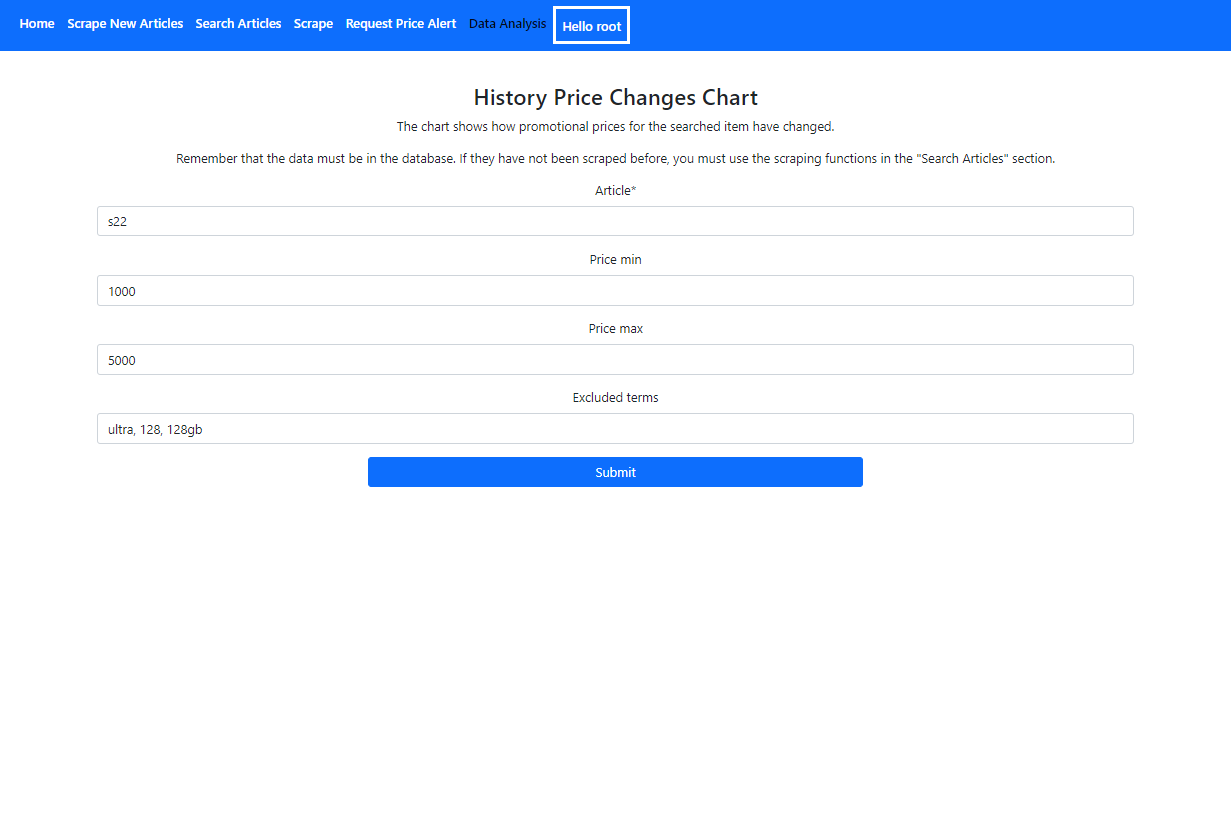 Home Scrape New Articles Search Articles Scrape Request Price Alert Data Analysis Hello root
History Price Changes Chart
The chart shows how promotional prices for the searched item have changed.
Remember that the data must be in the database. If they have not been scraped before, you must use the scraping functions in the "Search Articles" section.
Article*
s22
Price min
1000
Price max
5000
Excluded terms
ultra, 128, 128gb
Submit